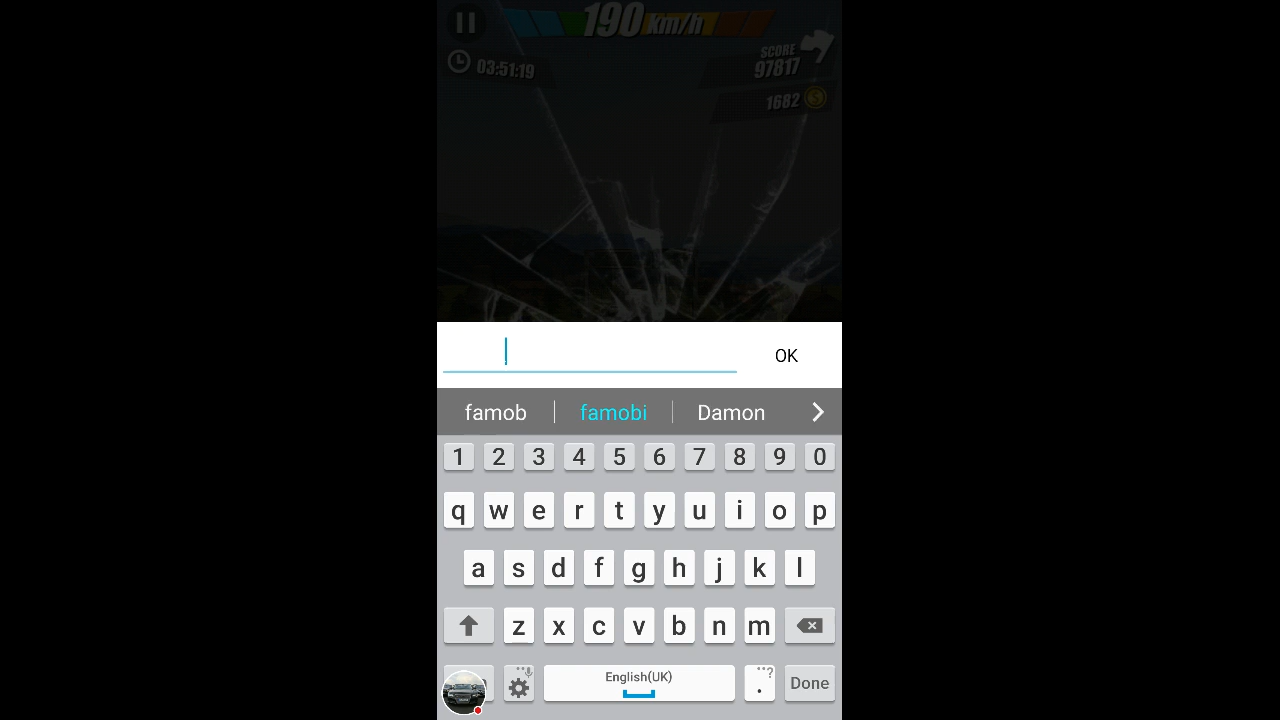 190 km/h
03:51:19
SCORE
97817
1682
OK
famob famobi Damon
1 2 3 4 5 6 7 8 9 0
q w e r t y u i o p
a s d f g h j k l
z x c v b n m
English(UK) . ? Done